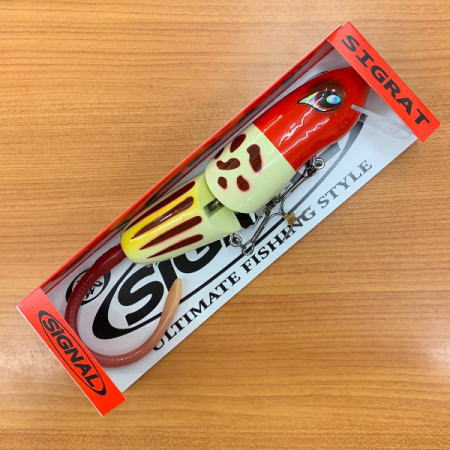 SIGRAT
SIGNAL
ULTIMATE FISHING STYLE
SIGNAL